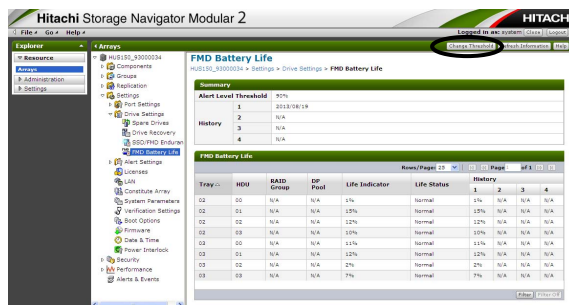 Hitachi Storage Navigator Modular 2
HITACHI
File Go Help
Logged in as: system Close Logout
Explorer
Arrays
Change Threshold Refresh Information Help
Resource
Arrays
Administration
Settings
HUS150_93000034
Components
Groups
Replication
Settings
Port Settings
Drive Settings
Spare Drives
Drive Recovery
SSD/FMD Enduran
FMD Battery Life
Alert Settings
Licenses
LAN
Constitute Array
System Parameters
Verification Settings
Boot Options
Firmware
Date & Time
Power Interlock
Security
Performance
Alerts & Events
FMD Battery Life
HUS150_93000034 > Settings > Drive Settings > FMD Battery Life
Summary
Alert Level Threshold 90%
History
1 2013/08/19
2 N/A
3 N/A
4 N/A
FMD Battery Life
Rows/Page: 25 Page of 1
Tray HDU RAID Group DP Pool Life Indicator Life Status History
1 2 3 4
02 00 N/A N/A 1% Normal 1% N/A N/A N/A
02 01 N/A N/A 15% Normal 15% N/A N/A N/A
02 02 N/A N/A 12% Normal 12% N/A N/A N/A
02 03 N/A N/A 10% Normal 10% N/A N/A N/A
03 00 N/A N/A 11% Normal 11% N/A N/A N/A
03 01 N/A N/A 12% Normal 12% N/A N/A N/A
03 02 N/A N/A 2% Normal 2% N/A N/A N/A
03 03 N/A N/A 7% Normal 7% N/A N/A N/A
Filter Filter Off